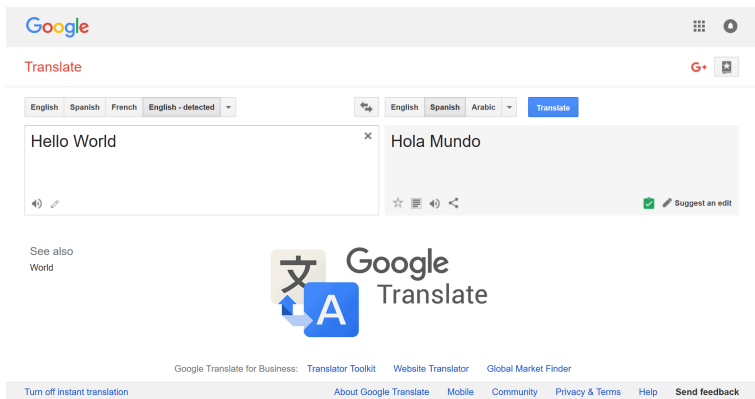 Google
Translate
G+
English Spanish French English - detected English Spanish Arabic Translate
Hello World
Hola Mundo
Suggest an edit
See also
World
文
A
Google
Translate
Google Translate for Business: Translator Toolkit Website Translator Global Market Finder
Turn off instant translation About Google Translate Mobile Community Privacy & Terms Help Send feedback